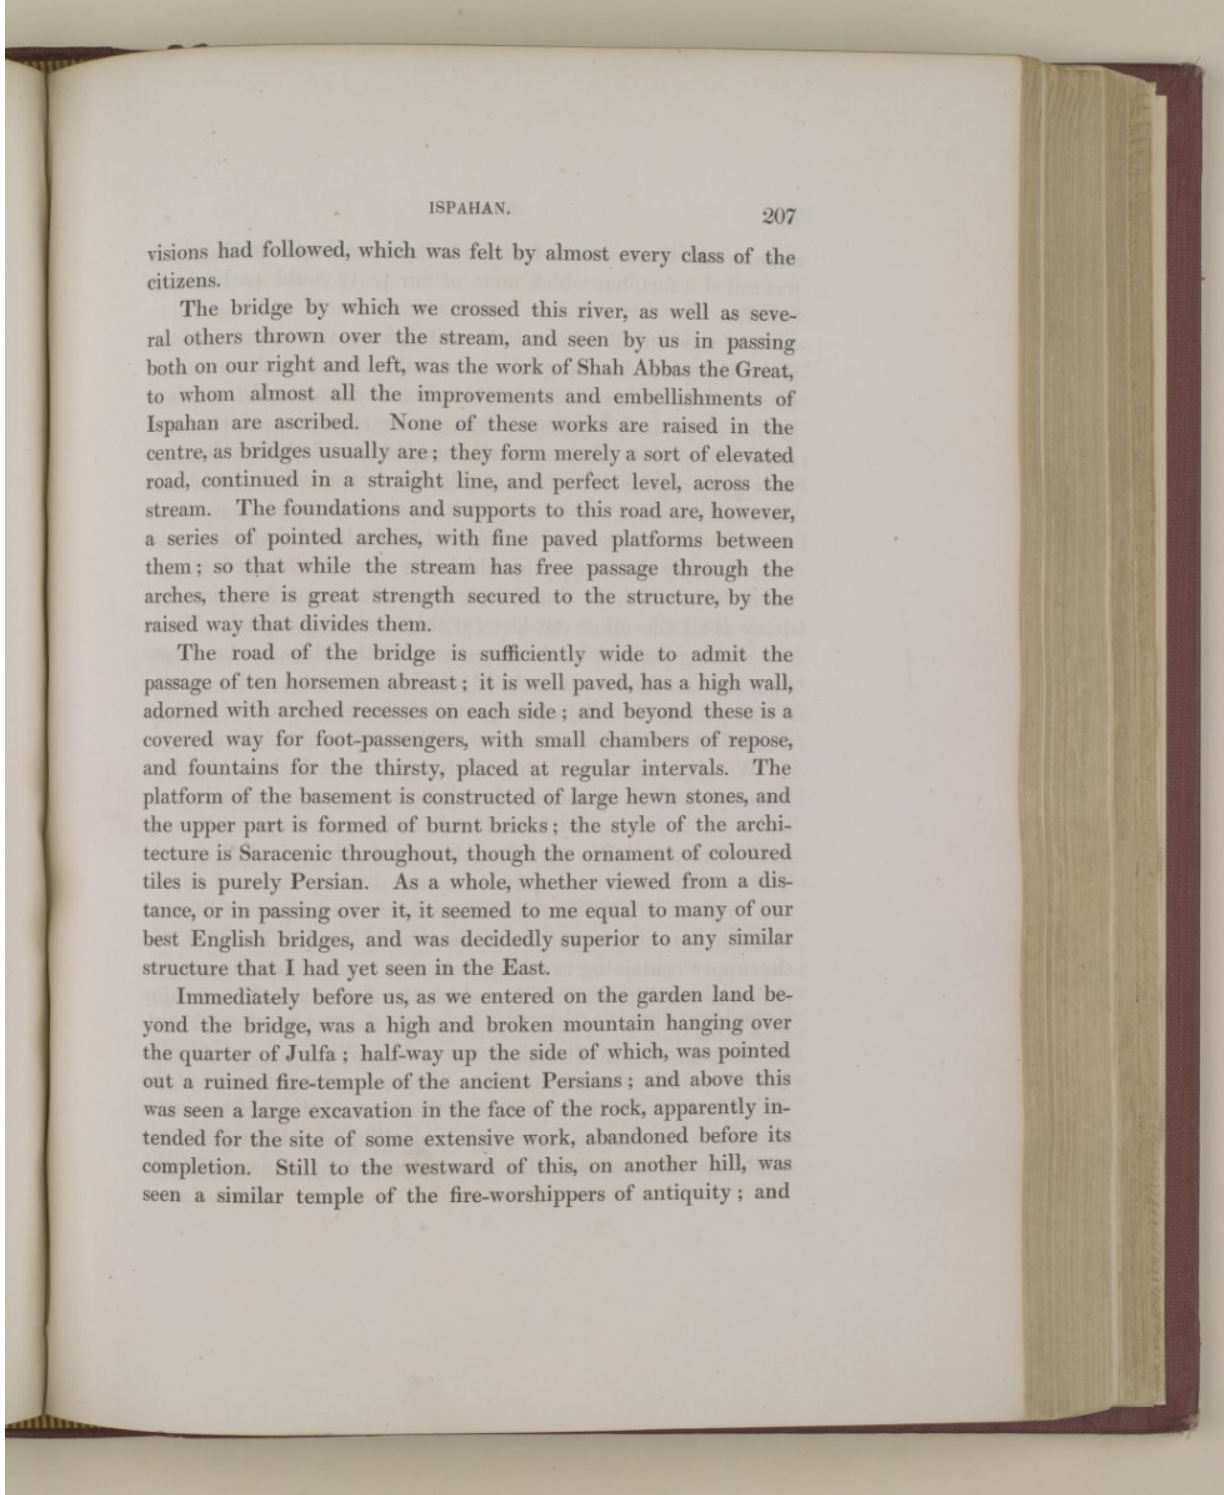 ISPAHAN. 207
visions had followed, which was felt by almost every class of the
citizens.
The bridge by which we crossed this river, as well as seve-
ral others thrown over the stream, and seen by us in passing
both on our right and left, was the work of Shah Abbas the Great,
to whom almost all the improvements and embellishments of
Ispahan are ascribed. None of these works are raised in the
centre, as bridges usually are; they form merely a sort of elevated
road, continued in a straight line, and perfect level, across the
stream. The foundations and supports to this road are, however,
a series of pointed arches, with fine paved platforms between
them; so that while the stream has free passage through the
arches, there is great strength secured to the structure, by the
raised way that divides them.
The road of the bridge is sufficiently wide to admit the
passage of ten horsemen abreast; it is well paved, has a high wall,
adorned with arched recesses on each side; and beyond these is a
covered way for foot-passengers, with small chambers of repose,
and fountains for the thirsty, placed at regular intervals. The
platform of the basement is constructed of large hewn stones, and
the upper part is formed of burnt bricks; the style of the archi-
tecture is Saracenic throughout, though the ornament of coloured
tiles is purely Persian. As a whole, whether viewed from a dis-
tance, or in passing over it, it seemed to me equal to many of our
best English bridges, and was decidedly superior to any similar
structure that I had yet seen in the East.
Immediately before us, as we entered on the garden land be-
yond the bridge, was a high and broken mountain hanging over
the quarter of Julfa; half-way up the side of which, was pointed
out a ruined fire-temple of the ancient Persians; and above this
was seen a large excavation in the face of the rock, apparently in-
tended for the site of some extensive work, abandoned before its
completion. Still to the westward of this, on another hill, was
seen a similar temple of the fire-worshippers of antiquity; and